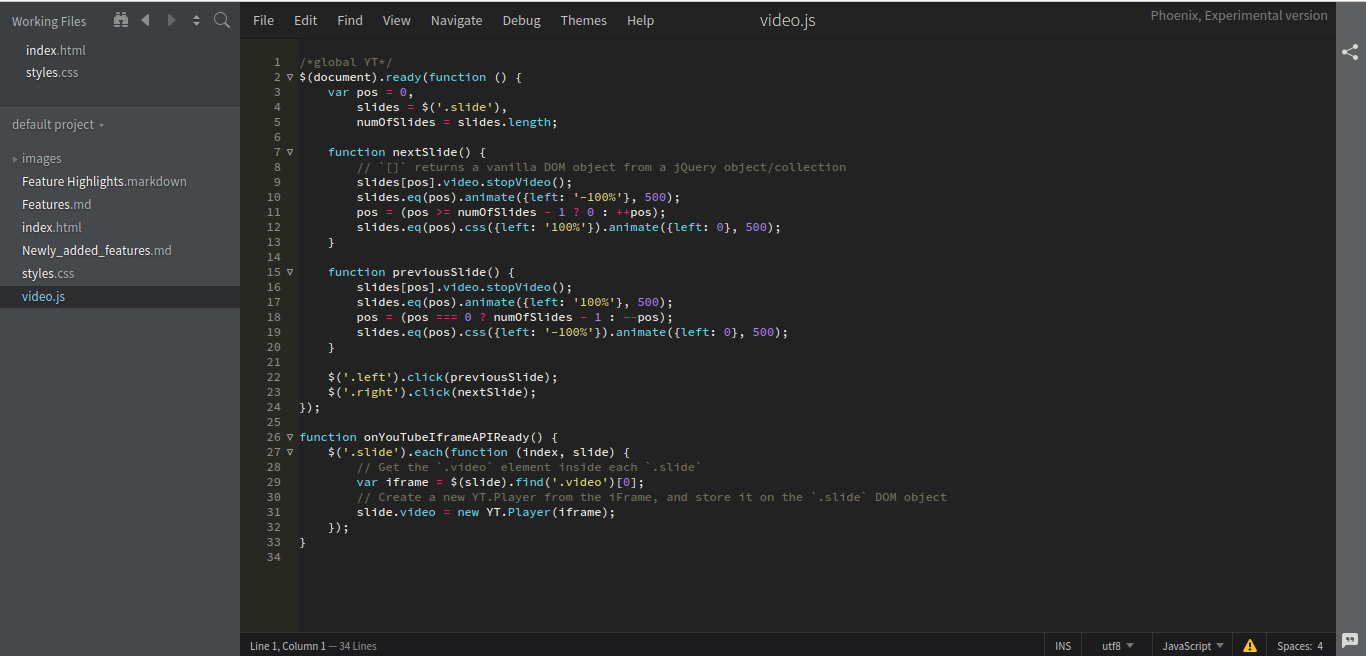 Working Files
index.html
styles.css
default project
images
Feature Highlights.markdown
Features.md
index.html
Newly_added_features.md
styles.css
video.js
File Edit Find View Navigate Debug Themes Help
video.js
Phoenix, Experimental version
1 /*global YT*/
2 $(document).ready(function () {
3     var pos = 0,
4         slides = $('.slide'),
5         numOfSlides = slides.length;
6
7     function nextSlide() {
8         // `[]` returns a vanilla DOM object from a jQuery object/collection
9         slides[pos].video.stopVideo();
10         slides.eq(pos).animate({left: '-100%'}, 500);
11         pos = (pos >= numOfSlides - 1 ? 0 : ++pos);
12         slides.eq(pos).css({left: '100%'}).animate({left: 0}, 500);
13     }
14
15     function previousSlide() {
16         slides[pos].video.stopVideo();
17         slides.eq(pos).animate({left: '100%'}, 500);
18         pos = (pos === 0 ? numOfSlides - 1 : --pos);
19         slides.eq(pos).css({left: '-100%'}).animate({left: 0}, 500);
20     }
21
22     $('.left').click(previousSlide);
23     $('.right').click(nextSlide);
24 });
25
26 function onYouTubeIframeAPIReady() {
27     $('.slide').each(function (index, slide) {
28         // Get the `.video` element inside each `.slide`
29         var iframe = $(slide).find('.video')[0];
30         // Create a new YT.Player from the iFrame, and store it on the `.slide` DOM object
31         slide.video = new YT.Player(iframe);
32     });
33 }
34
Line 1, Column 1 — 34 Lines
INS utf8 JavaScript Spaces: 4